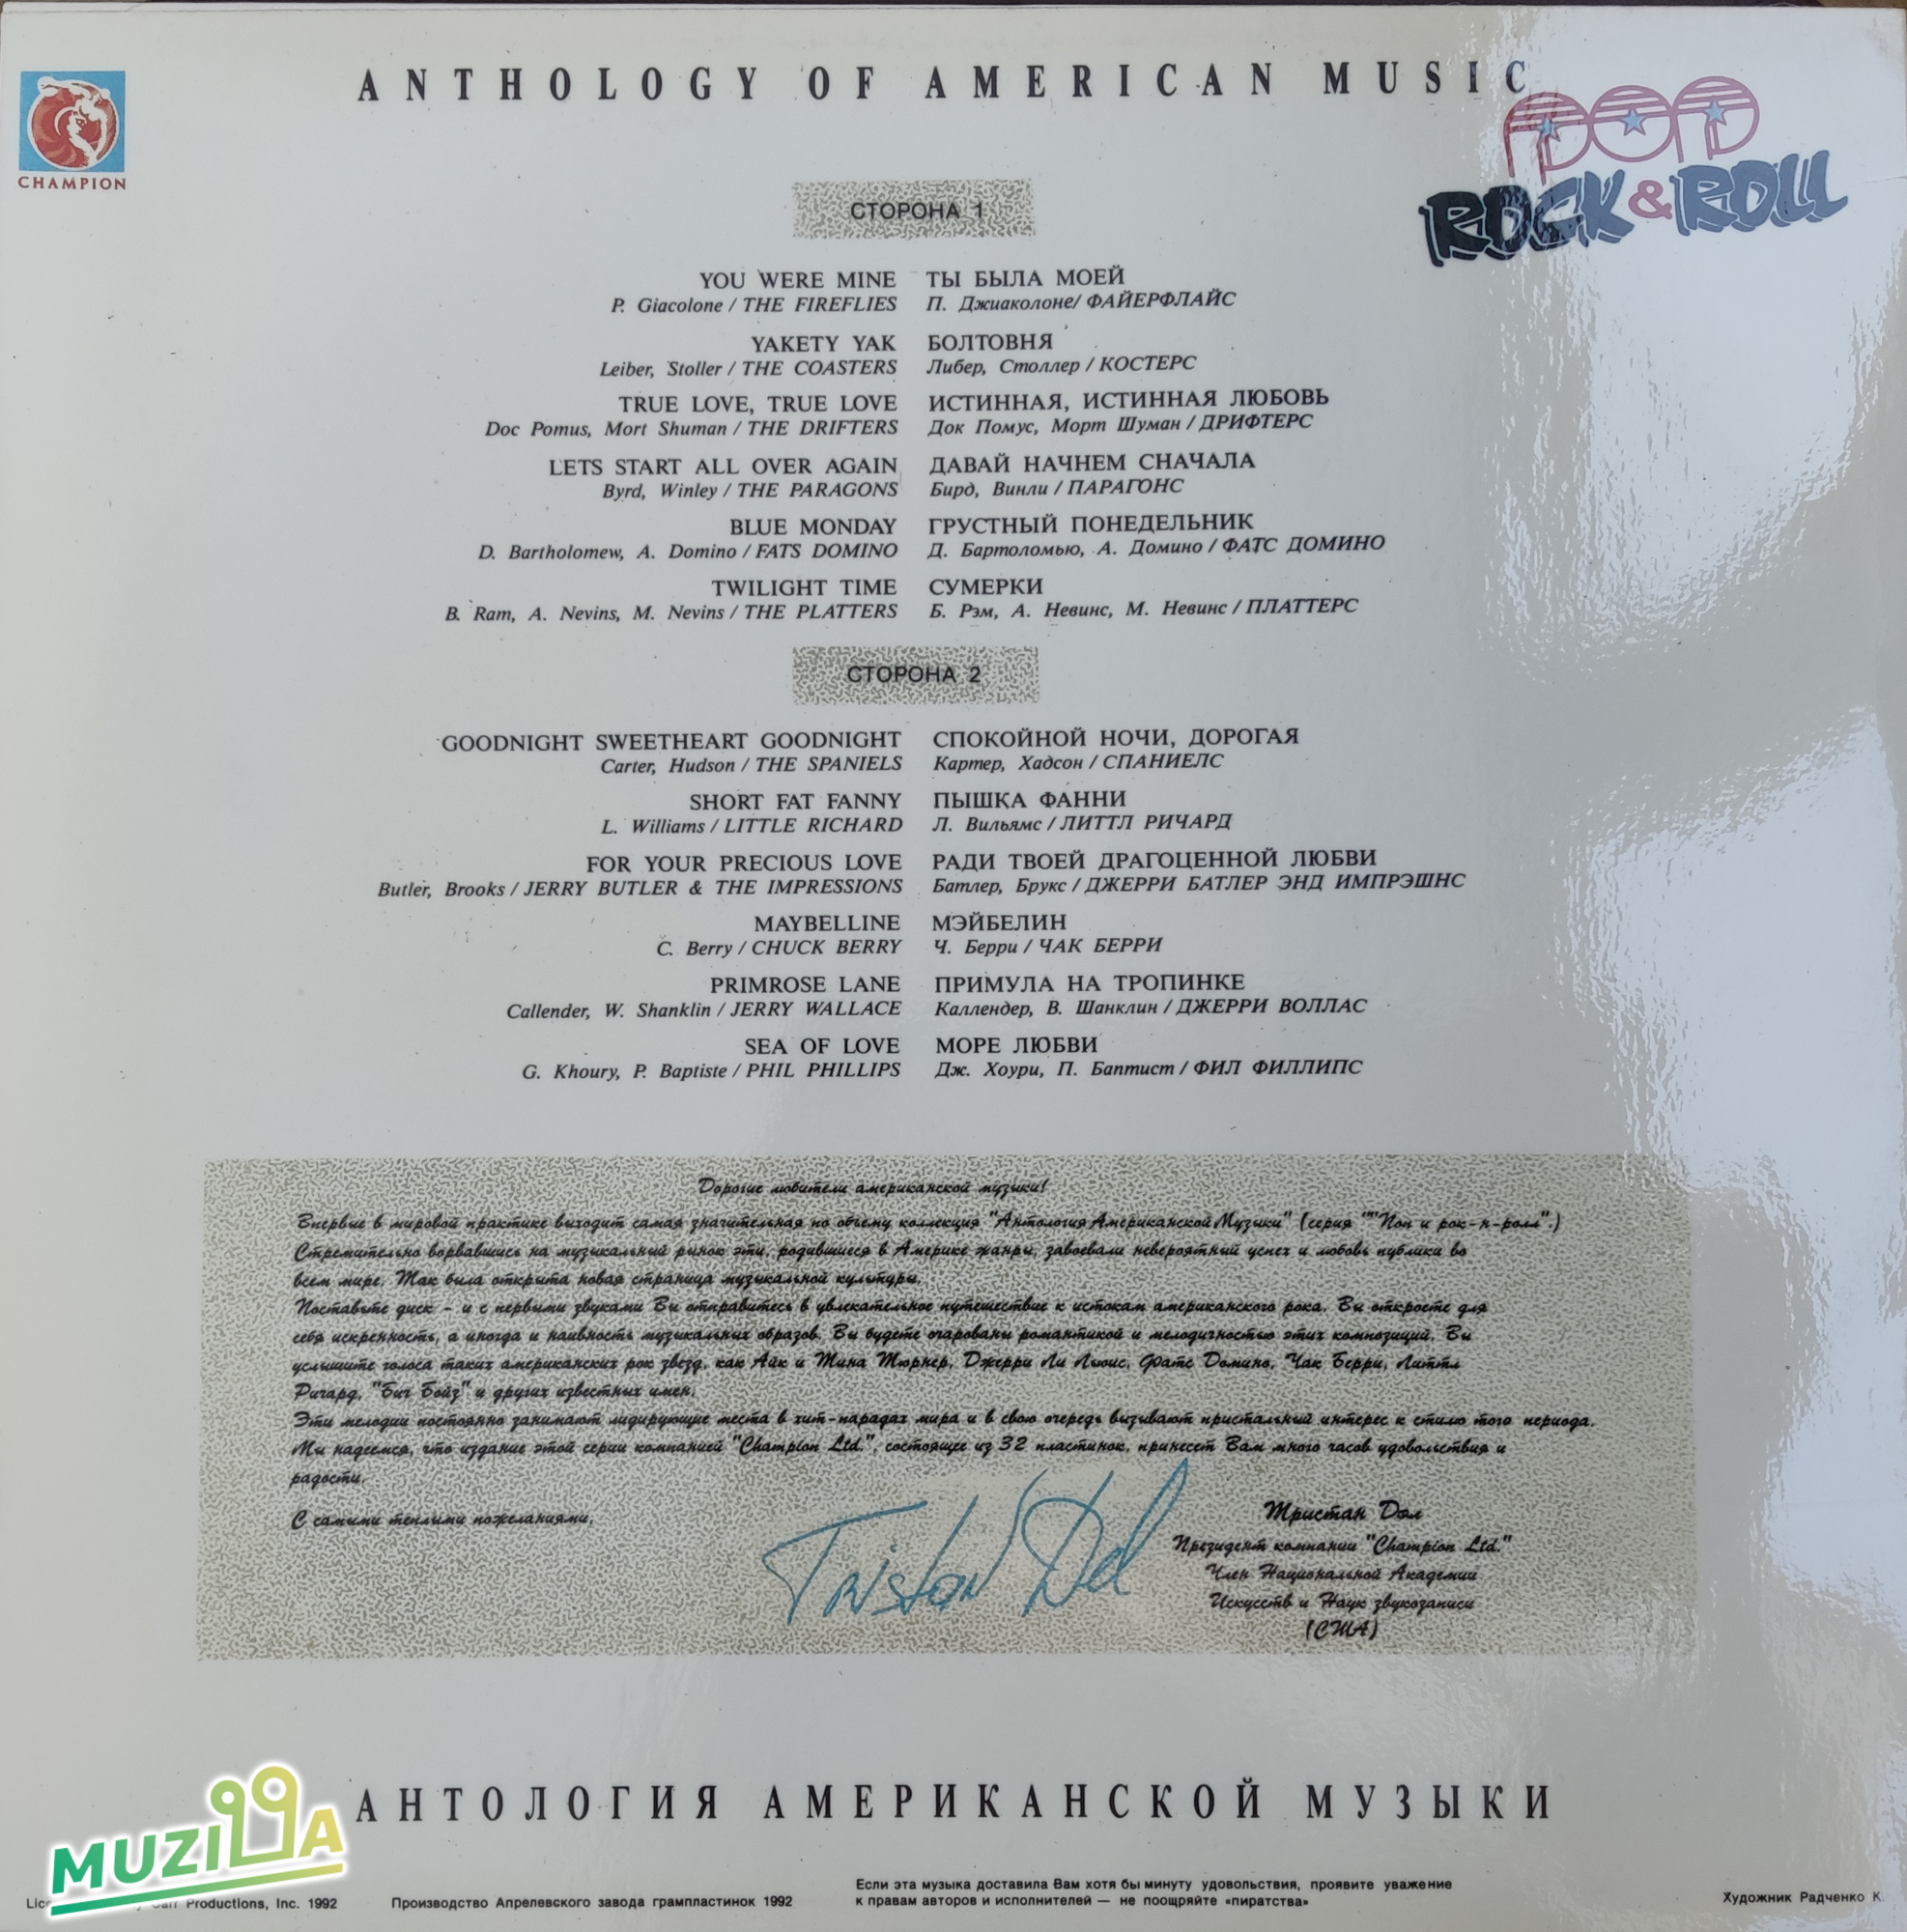 ANTHOLOGY OF AMERICAN MUSIC
CHAMPION
POP
ROCK & ROLL
СТОРОНА 1
YOU WERE MINE ТЫ БЫЛА МОЕЙ
P. Giacolone / THE FIREFLIES П. Джиаколоне/ ФАЙЕРФЛАЙС
YAKETY YAK БОЛТОВНЯ
Leiber, Stoller / THE COASTERS Либер, Столлер / КОСТЕРС
TRUE LOVE, TRUE LOVE ИСТИННАЯ, ИСТИННАЯ ЛЮБОВЬ
Doc Pomus, Mort Shuman / THE DRIFTERS Док Помус, Морт Шуман / ДРИФТЕРС
LETS START ALL OVER AGAIN ДАВАЙ НАЧНЕМ СНАЧАЛА
Byrd, Winley / THE PARAGONS Бирд, Винли / ПАРАГОНС
BLUE MONDAY ГРУСТНЫЙ ПОНЕДЕЛЬНИК
D. Bartholomew, A. Domino / FATS DOMINO Д. Бартоломью, А. Домино / ФАТС ДОМИНО
TWILIGHT TIME СУМЕРКИ
B. Ram, A. Nevins, M. Nevins / THE PLATTERS Б. Рэм, А. Невинс, М. Невинс / ПЛАТТЕРС
СТОРОНА 2
GOODNIGHT SWEETHEART GOODNIGHT СПОКОЙНОЙ НОЧИ, ДОРОГАЯ
Carter, Hudson / THE SPANIELS Картер, Хадсон / СПАНИЕЛС
SHORT FAT FANNY ПЫШКА ФАННИ
L. Williams / LITTLE RICHARD Л. Вильямс / ЛИТТЛ РИЧАРД
FOR YOUR PRECIOUS LOVE РАДИ ТВОЕЙ ДРАГОЦЕННОЙ ЛЮБВИ
Butler, Brooks / JERRY BUTLER & THE IMPRESSIONS Батлер, Брукс / ДЖЕРРИ БАТЛЕР ЭНД ИМПРЭШНС
MAYBELLINE МЭЙБЕЛИН
C. Berry / CHUCK BERRY Ч. Берри / ЧАК БЕРРИ
PRIMROSE LANE ПРИМУЛА НА ТРОПИНКЕ
Callender, W. Shanklin / JERRY WALLACE Каллендер, В. Шанклин / ДЖЕРРИ ВОЛЛАС
SEA OF LOVE МОРЕ ЛЮБВИ
G. Khoury, P. Baptiste / PHIL PHILLIPS Дж. Хоури, П. Баптист / ФИЛ ФИЛЛИПС
Дорогие любители американской музыки!
Впервые в мировой практике выходит самая значительная по объему коллекция "Антология Американской Музыки" (серия ""Поп и рок-н-ролл".)
Стремительно ворвавшись на музыкальный рынок эти, родившиеся в Америке жанры, завоевали невероятный успех и любовь публики во
всем мире. Так была открыта новая страница музыкальной культуры.
Поставьте диск - и с первыми звуками Вы отправитесь в увлекательное путешествие к истокам американского рока. Вы откроете для
себя искренность, а иногда и наивность музыкальных образов. Вы будете очарованы романтикой и мелодичностью этих композиций. Вы
услышите голоса таких американских рок звезд, как Айк и Тина Тюрнер, Джерри Ли Льюис, Фатс Домино, Чак Берри, Литтл
Ричард, "Бич Бойз" и других известных имен.
Эти мелодии постоянно занимают лидирующие места в хит-парадах мира и в свою очередь вызывают пристальный интерес к стилю того периода.
Мы надеемся, что издание этой серии компанией "Champion Ltd.", состоящее из 32 пластинок, принесет Вам много часов удовольствия и
радости.
С самыми теплыми пожеланиями,
Tristan Del
Тристан Дэл
Президент компании "Champion Ltd."
Член Национальной Академии
Искусств и Наук звукозаписи
(США)
АНТОЛОГИЯ АМЕРИКАНСКОЙ МУЗЫКИ
MUZILLA
Productions, Inc. 1992
Производство Апрелевского завода грампластинок 1992
Если эта музыка доставила Вам хотя бы минуту удовольствия, проявите уважение
к правам авторов и исполнителей — не поощряйте «пиратства»
Художник Радченко К.